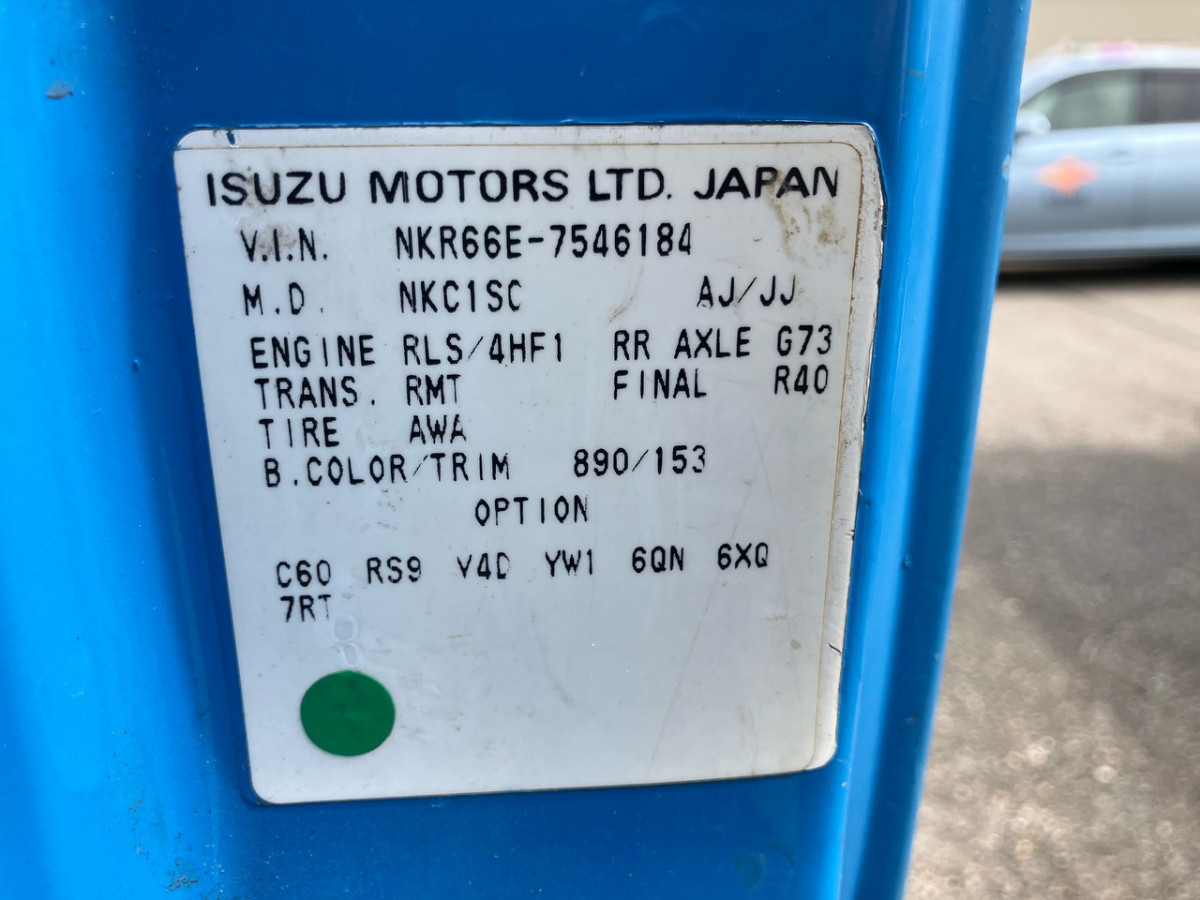 ISUZU MOTORS LTD. JAPAN
V.I.N. NKR66E-7546184
M.D. NKC1SC AJ/JJ
ENGINE RLS/4HF1 RR AXLE G73
TRANS. RMT FINAL R40
TIRE AWA
B.COLOR/TRIM 890/153
OPTION
C60 RS9 V4D YW1 6QN 6XQ
7RT